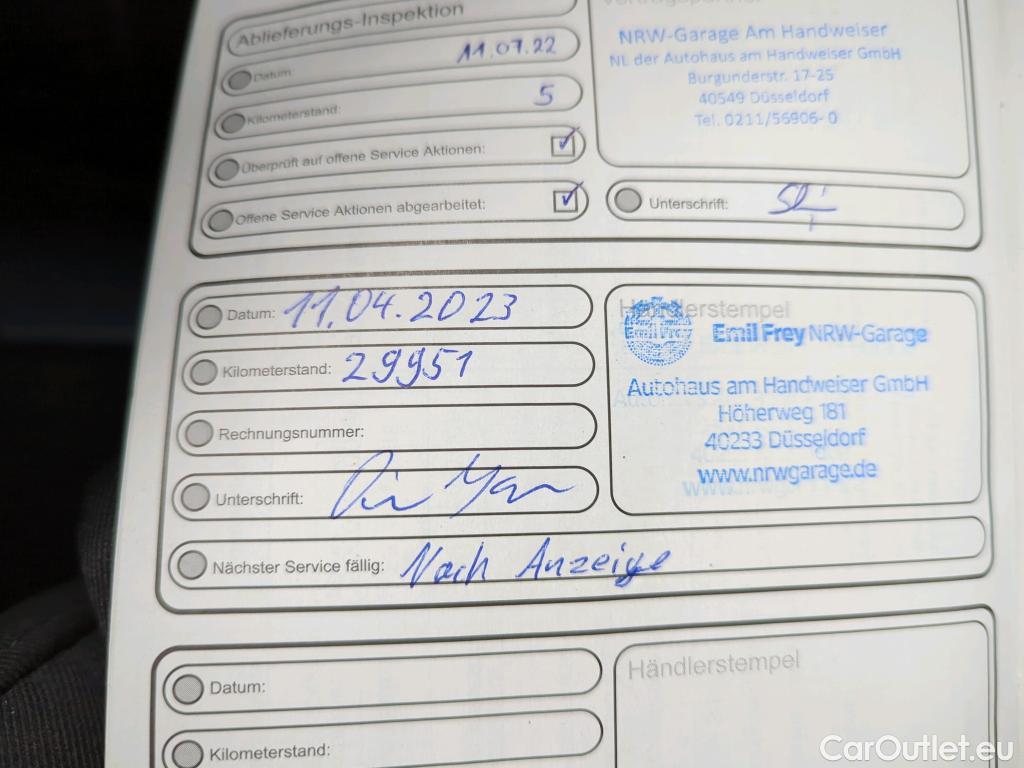 Ablieferungs-Inspektion
Datum: 11.07.22
Kilometerstand: 5
Überprüft auf offene Service Aktionen:
Offene Service Aktionen abgearbeitet:
NRW-Garage Am Handweiser
NL der Autohaus am Handweiser GmbH
Burgunderstr. 17-25
40549 Düsseldorf
Tel. 0211/56906-0
Unterschrift:
Datum: 11.04.2023
Kilometerstand: 29951
Rechnungsnummer:
Unterschrift:
Händlerstempel
Emil Frey
Emil Frey NRW-Garage
Autohaus am Handweiser GmbH
Höherweg 181
40233 Düsseldorf
www.nrwgarage.de
Nächster Service fällig: Nach Anzeige
Datum:
Kilometerstand:
Händlerstempel
CarOutlet.eu